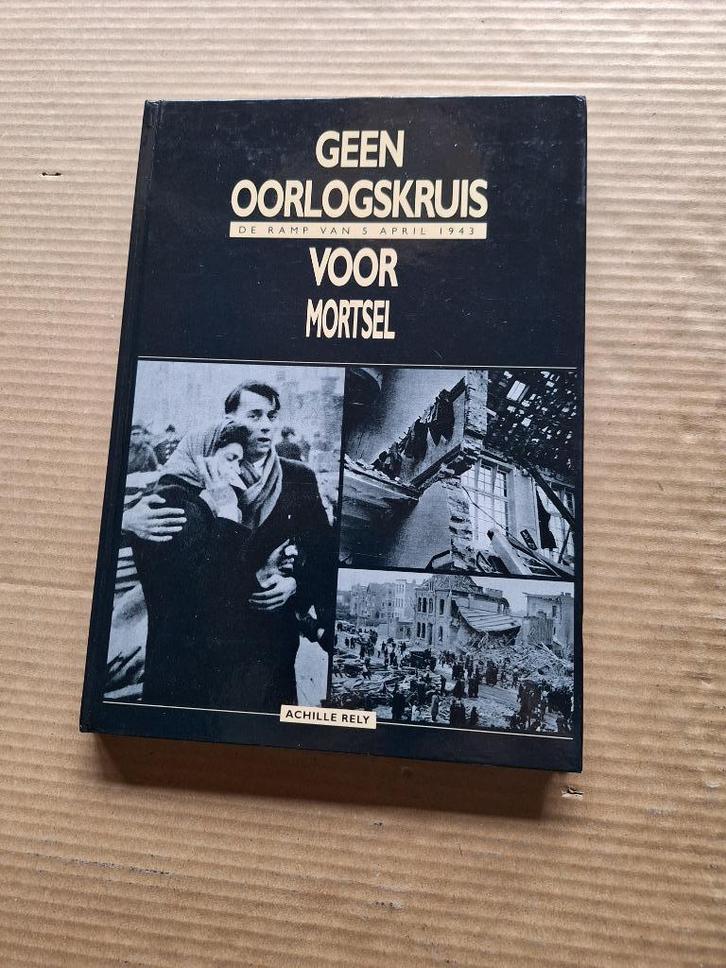 GEEN
OORLOGSKRUIS
DE RAMP VAN 5 APRIL 1943
VOOR
MORTSEL
ACHILLE RELY